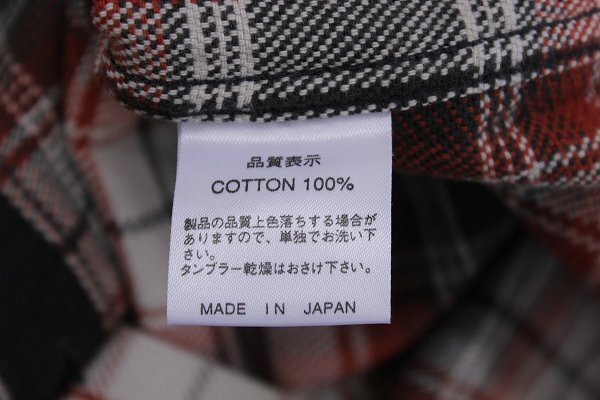 品質表示
COTTON 100%
製品の品質上色落ちする場合が
ありますので、単独でお洗い下
さい。
タンブラー乾燥はおさけ下さい。
MADE IN JAPAN